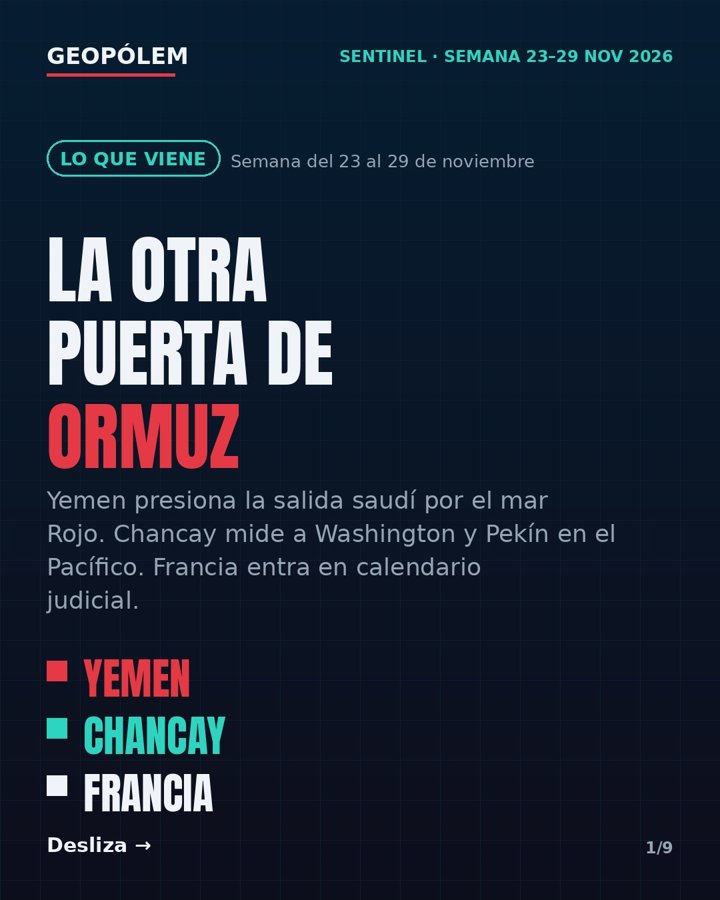 GEOPÓLEM
SENTINEL · SEMANA 23–29 NOV 2026
LO QUE VIENE
Semana del 23 al 29 de noviembre
LA OTRA
PUERTA DE
ORMUZ
Yemen presiona la salida saudí por el mar
Rojo. Chancay mide a Washington y Pekín en el
Pacífico. Francia entra en calendario
judicial.
YEMEN
CHANCAY
FRANCIA
Desliza →
1/9